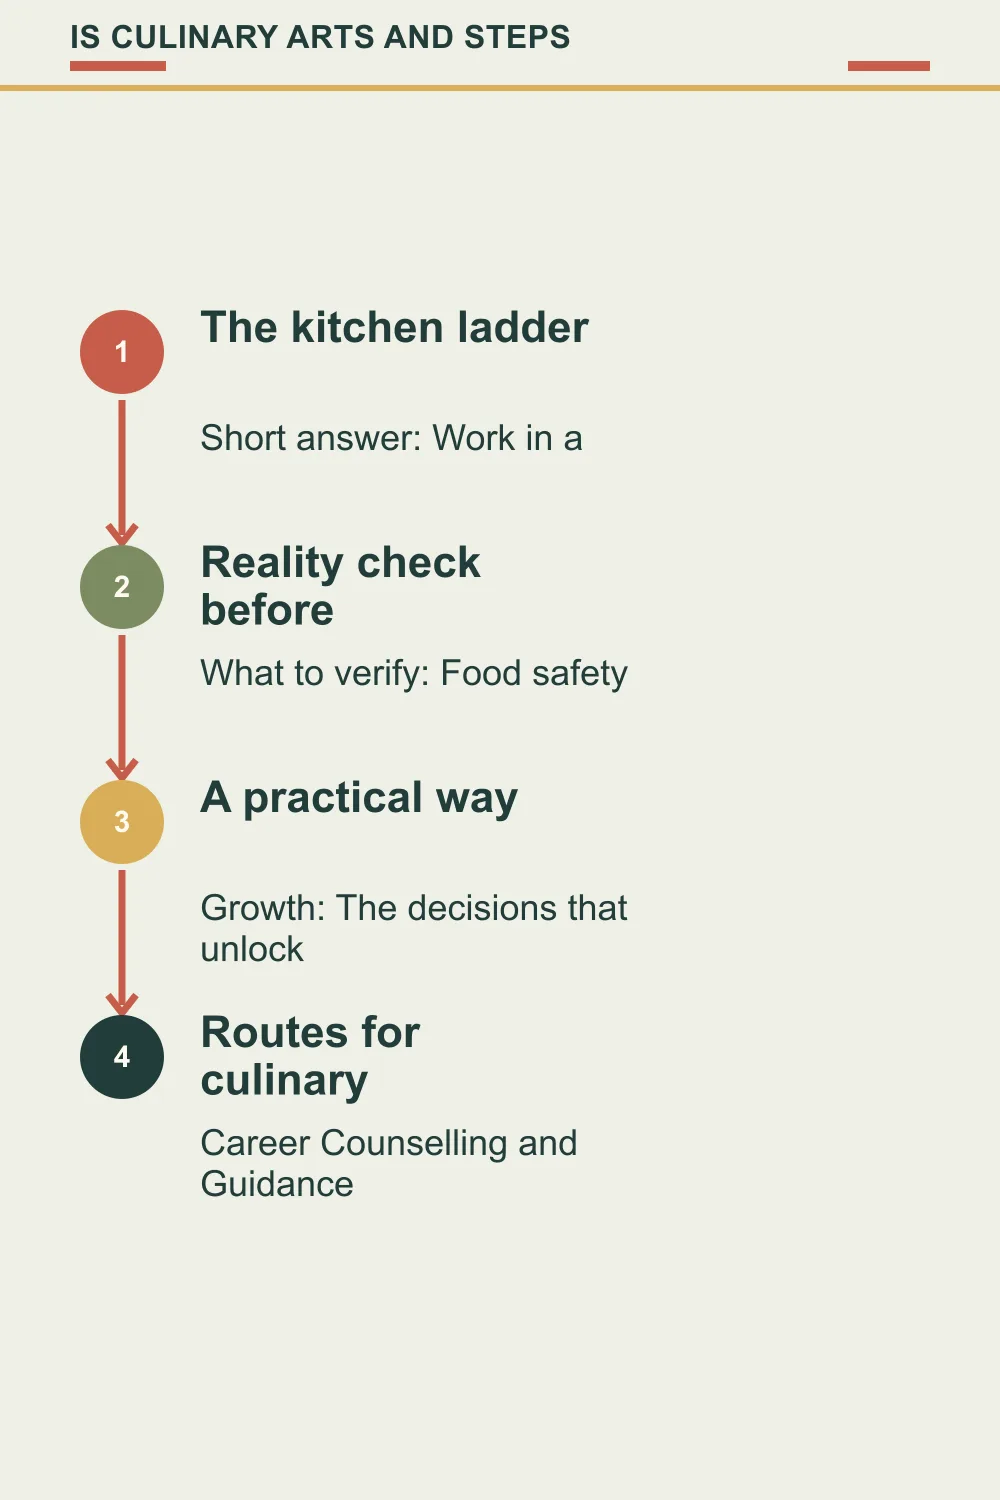 IS CULINARY ARTS AND STEPS
1
The kitchen ladder
Short answer: Work in a
2
Reality check
before
What to verify: Food safety
3
A practical way
Growth: The decisions that
unlock
4
Routes for
culinary
Career Counselling and
Guidance